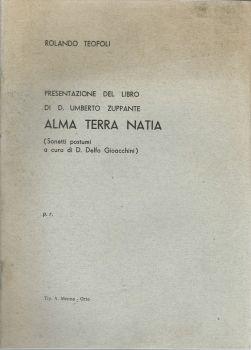 ROLANDO TEOFOLI
PRESENTAZIONE DEL LIBRO
DI D. UMBERTO ZUPPANTE
ALMA TERRA NATIA
(Sonetti postumi
a cura di D. Delfo Gioacchini)
p. r.
Tip. S. Menna - Orte